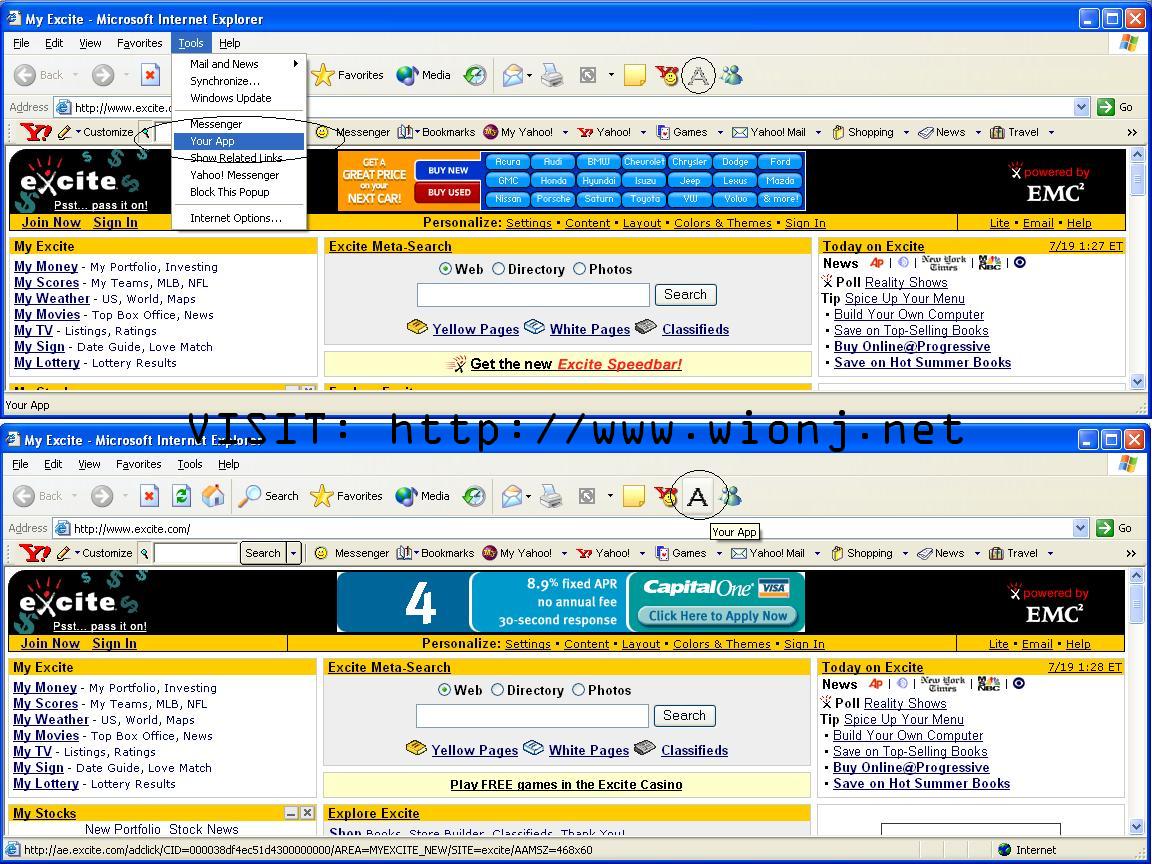 My Excite - Microsoft Internet Explorer
File Edit View Favorites Tools Help
Back Favorites Media A
Mail and News
Synchronize...
Windows Update
Messenger
Your App
Show Related Links
Yahoo! Messenger
Block This Popup
Internet Options...
Address http://www.excite.c Go
Y! Customize Messenger Bookmarks My Yahoo! Yahoo! Games Yahoo! Mail Shopping News Travel »
excite
Psst... pass it on!
GET A GREAT PRICE on your NEXT CAR!
BUY NEW
BUY USED
Acura Audi BMW Chevrolet Chrysler Dodge Ford
GMC Honda Hyundai Isuzu Jeep Lexus Mazda
Nissan Porsche Saturn Toyota VW Volvo & more!
powered by
EMC²
Join Now Sign In Personalize: Settings · Content · Layout · Colors & Themes · Sign In Lite · Email · Help
My Excite
My Money - My Portfolio, Investing
My Scores - My Teams, MLB, NFL
My Weather - US, World, Maps
My Movies - Top Box Office, News
My TV - Listings, Ratings
My Sign - Date Guide, Love Match
My Lottery - Lottery Results
My Stocks
Excite Meta-Search
Web Directory Photos
Search
Yellow Pages White Pages Classifieds
Get the new Excite Speedbar!
Explore Excite
Today on Excite 7/19 1:27 ET
News AP | | New York Times | MSNBC |
Poll Reality Shows
Tip Spice Up Your Menu
• Build Your Own Computer
• Save on Top-Selling Books
• Buy Online@Progressive
• Save on Hot Summer Books
Your App
VISIT: http://www.wionj.net
My Excite - Microsoft Internet Explorer
File Edit View Favorites Tools Help
Back Search Favorites Media A
Your App
Address http://www.excite.com/ Go
Y! Customize Search Messenger Bookmarks My Yahoo! Yahoo! Games Yahoo! Mail Shopping News Travel »
excite
Psst... pass it on!
4
8.9% fixed APR
no annual fee
30-second response
CapitalOne VISA
Click Here to Apply Now
powered by
EMC²
Join Now Sign In Personalize: Settings · Content · Layout · Colors & Themes · Sign In Lite · Email · Help
My Excite
My Money - My Portfolio, Investing
My Scores - My Teams, MLB, NFL
My Weather - US, World, Maps
My Movies - Top Box Office, News
My TV - Listings, Ratings
My Sign - Date Guide, Love Match
My Lottery - Lottery Results
My Stocks
New Portfolio Stock News
Excite Meta-Search
Web Directory Photos
Search
Yellow Pages White Pages Classifieds
Play FREE games in the Excite Casino
Explore Excite
Shop Books, Store Builder, Classifieds, Thank You!
Today on Excite 7/19 1:28 ET
News AP | | New York Times | MSNBC |
Poll Reality Shows
Tip Spice Up Your Menu
• Build Your Own Computer
• Save on Top-Selling Books
• Buy Online@Progressive
• Save on Hot Summer Books
http://ae.excite.com/adclick/CID=000038df4ec51d4300000000/AREA=MYEXCITE_NEW/SITE=excite/AAMSZ=468x60 Internet